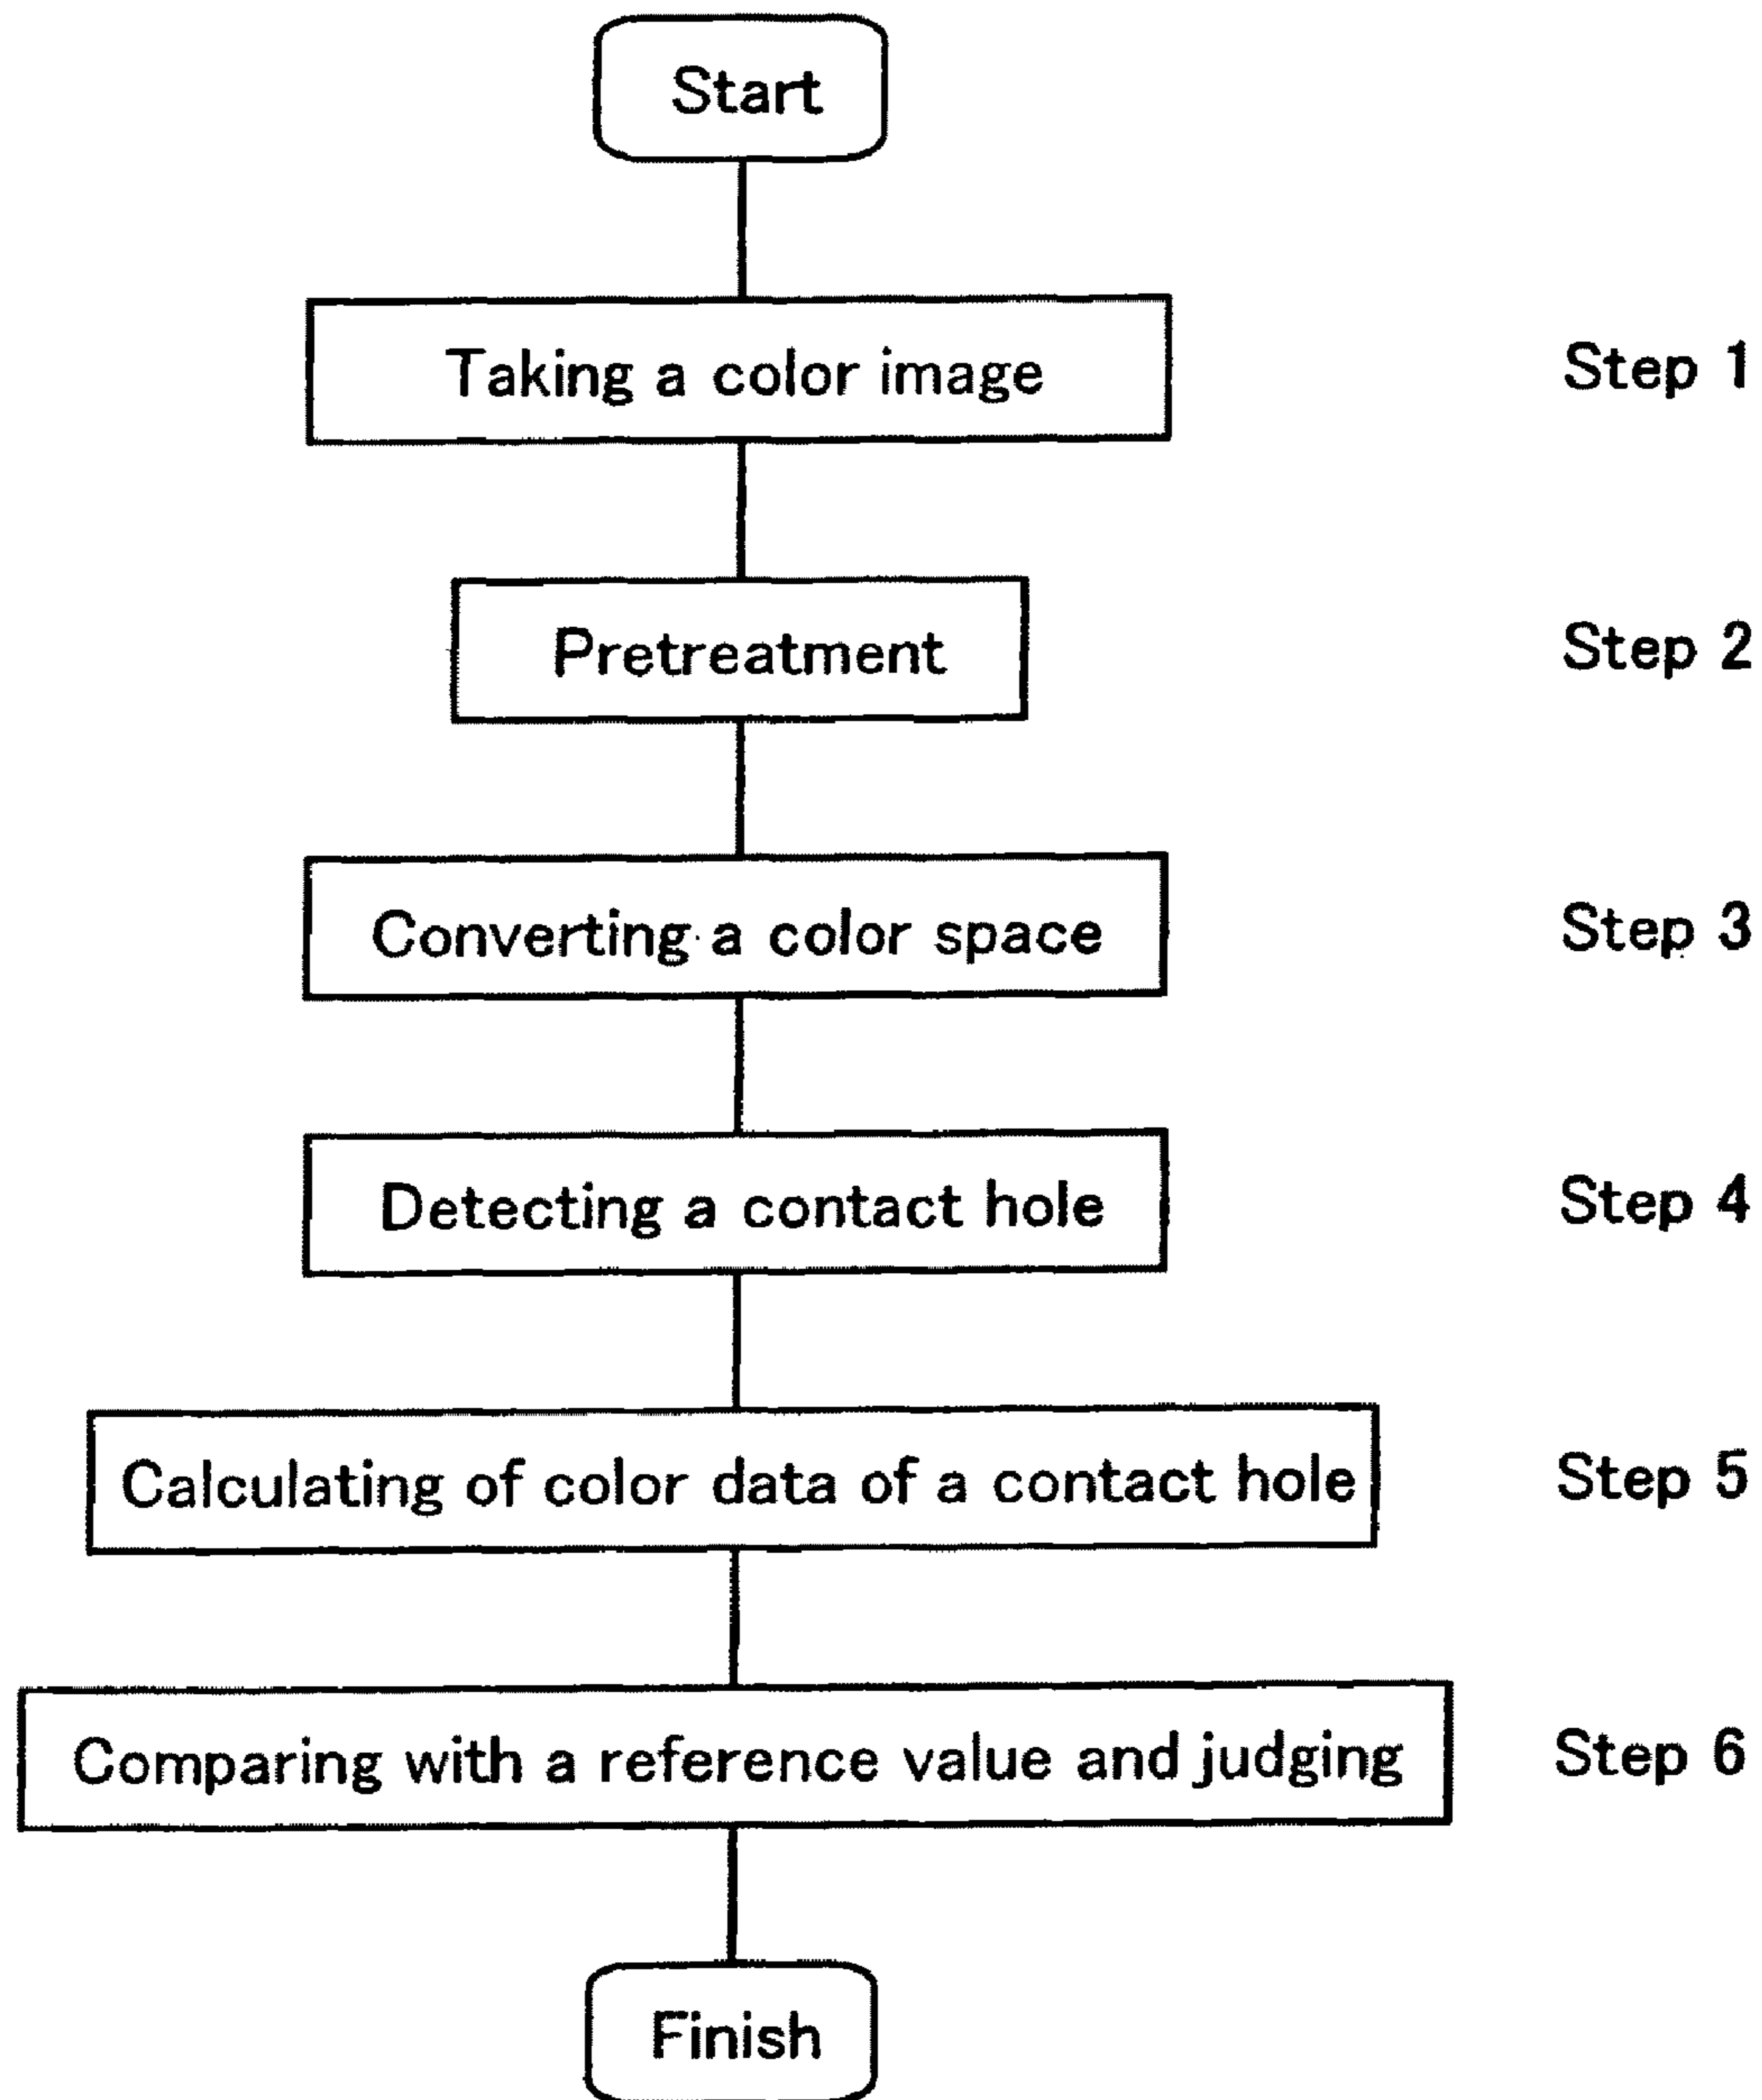 Start
Taking a color image
Step 1
Pretreatment
Step 2
Converting a color space
Step 3
Detecting a contact hole
Step 4
Calculating of color data of a contact hole
Step 5
Comparing with a reference value and judging
Step 6
Finish